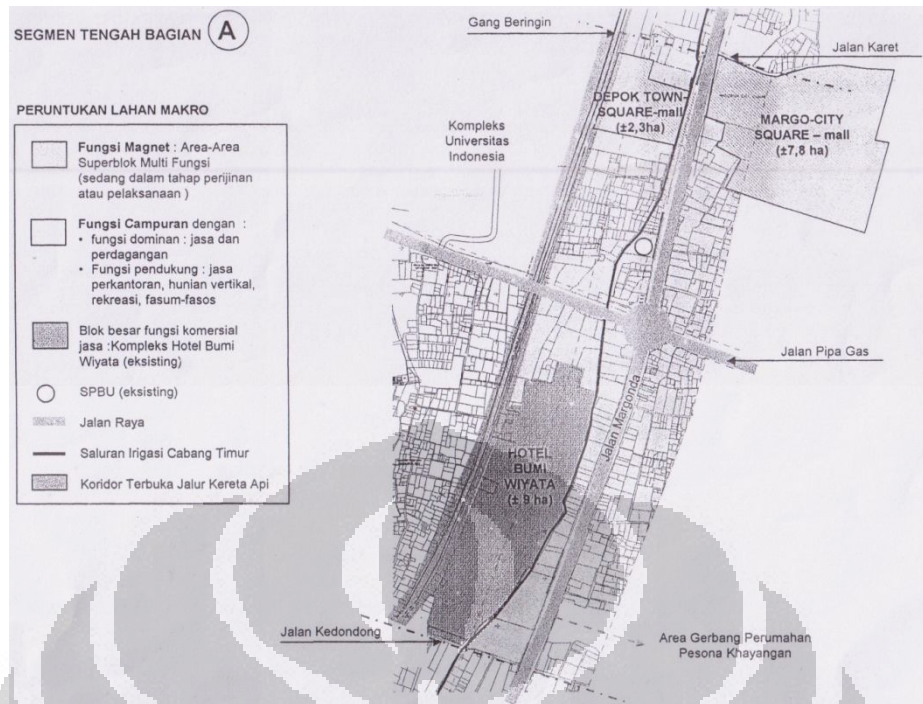 SEGMEN TENGAH BAGIAN A
PERUNTUKAN LAHAN MAKRO
Fungsi Magnet : Area-Area
Superblok Multi Fungsi
(sedang dalam tahap perijinan
atau pelaksanaan )
Fungsi Campuran dengan :
• fungsi dominan : jasa dan
perdagangan
• Fungsi pendukung : jasa
perkantoran, hunian vertikal,
rekreasi, fasum-fasos
Blok besar fungsi komersial
jasa :Kompleks Hotel Bumi
Wiyata (eksisting)
SPBU (eksisting)
Jalan Raya
Saluran Irigasi Cabang Timur
Koridor Terbuka Jalur Kereta Api
Gang Beringin
Jalan Karet
DEPOK TOWN-
SQUARE-mall
(±2,3ha)
MARGO-CITY
SQUARE – mall
(±7,8 ha)
Kompleks
Universitas
Indonesia
Jalan Pipa Gas
Jalan Margonda
HOTEL
BUMI
WIYATA
(± 9 ha)
Jalan Kedondong
Area Gerbang Perumahan
Pesona Khayangan